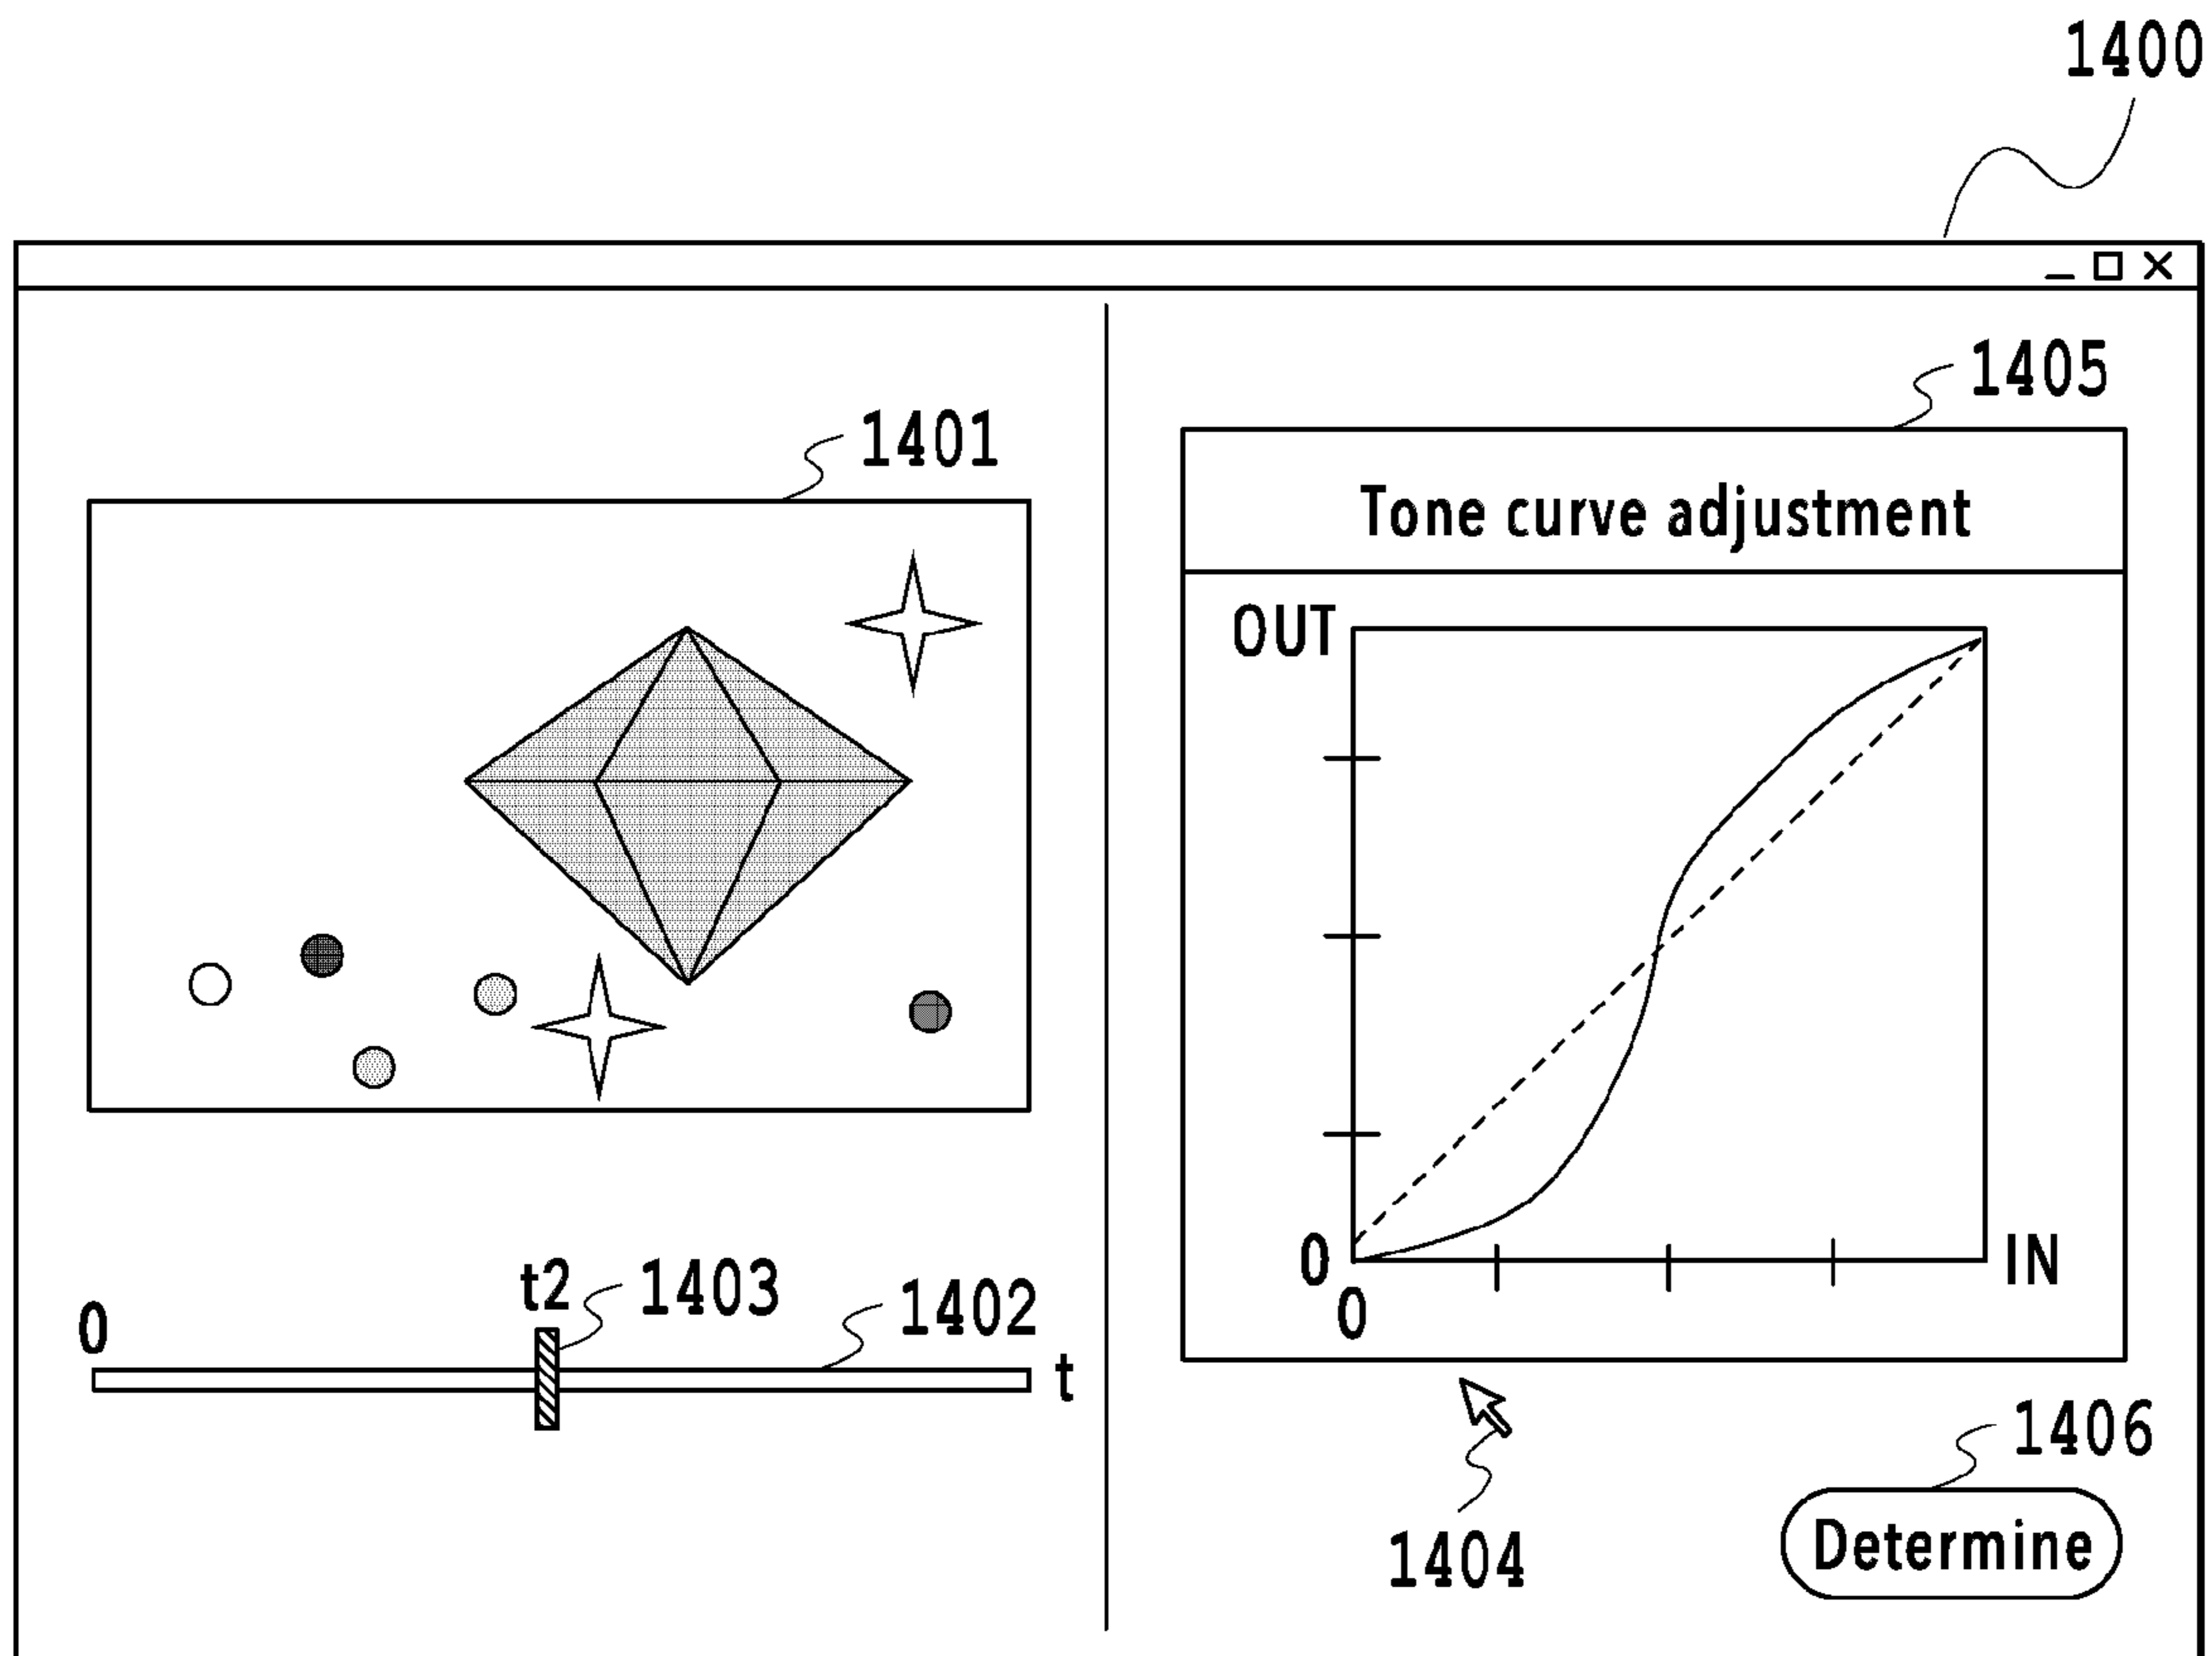 1400
1405
1401
Tone curve adjustment
OUT
0
IN
0
t2
1403
1402
0
t
1406
1404
Determine